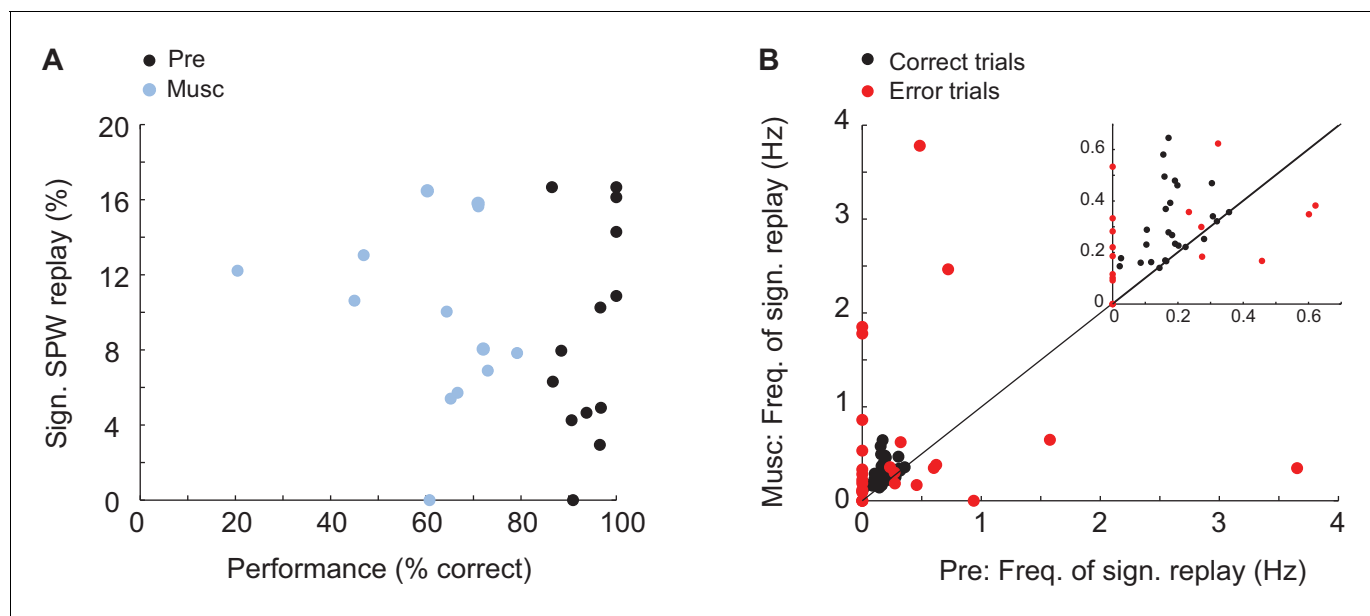 A
Pre
Musc
Sign. SPW replay (%)
20
16
12
8
4
0
0 20 40 60 80 100
Performance (% correct)
B
Correct trials
Error trials
Musc: Freq. of sign. replay (Hz)
4
3
2
1
0
0 1 2 3 4
Pre: Freq. of sign. replay (Hz)
0.6
0.4
0.2
0
0 0.2 0.4 0.6